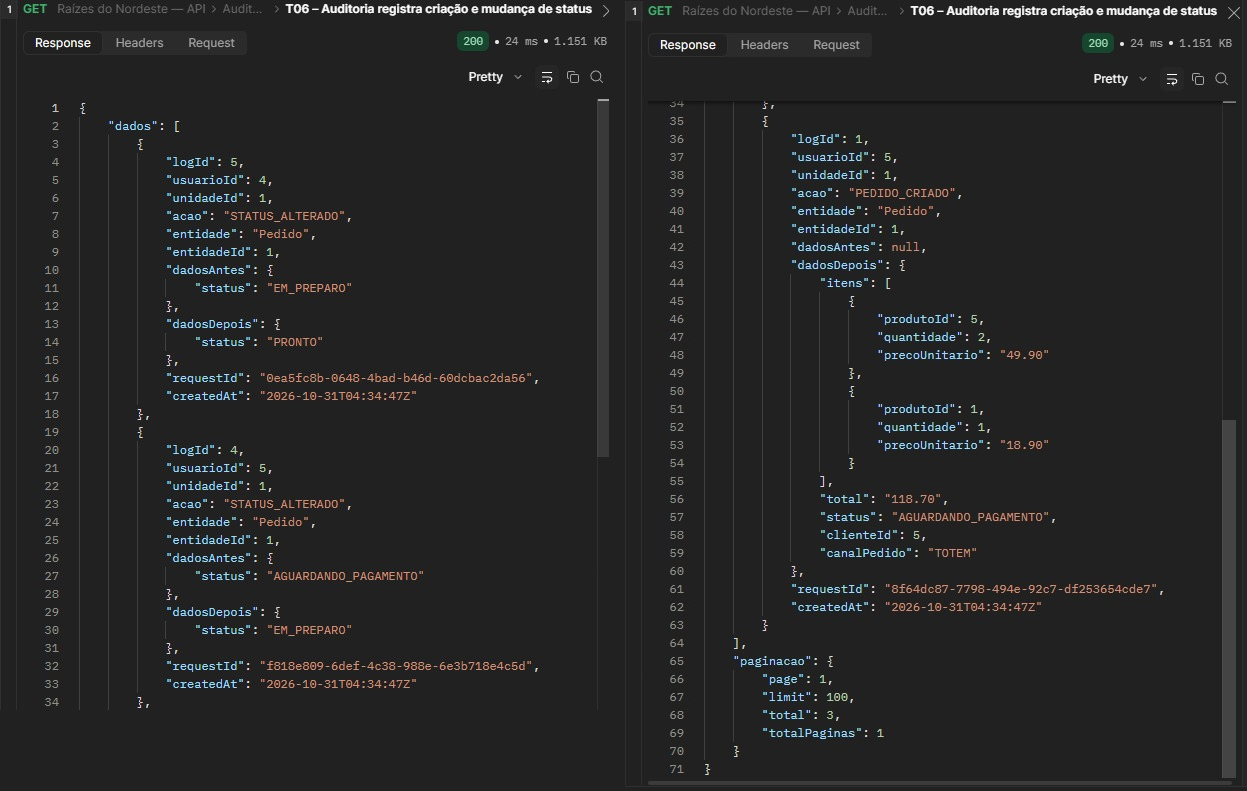 1 GET Raízes do Nordeste — API > Audit... > T06 – Auditoria registra criação e mudança de status >
Response Headers Request 200 • 24 ms • 1.151 KB
Pretty
1 {
2 "dados": [
3 {
4 "logId": 5,
5 "usuarioId": 4,
6 "unidadeId": 1,
7 "acao": "STATUS_ALTERADO",
8 "entidade": "Pedido",
9 "entidadeId": 1,
10 "dadosAntes": {
11 "status": "EM_PREPARO"
12 },
13 "dadosDepois": {
14 "status": "PRONTO"
15 },
16 "requestId": "0ea5fc8b-0648-4bad-b46d-60dcbac2da56",
17 "createdAt": "2026-10-31T04:34:47Z"
18 },
19 {
20 "logId": 4,
21 "usuarioId": 5,
22 "unidadeId": 1,
23 "acao": "STATUS_ALTERADO",
24 "entidade": "Pedido",
25 "entidadeId": 1,
26 "dadosAntes": {
27 "status": "AGUARDANDO_PAGAMENTO"
28 },
29 "dadosDepois": {
30 "status": "EM_PREPARO"
31 },
32 "requestId": "f818e809-6def-4c38-988e-6e3b718e4c5d",
33 "createdAt": "2026-10-31T04:34:47Z"
34 },
1 GET Raízes do Nordeste — API > Audit... > T06 – Auditoria registra criação e mudança de status
Response Headers Request 200 • 24 ms • 1.151 KB
Pretty
34 },
35 {
36 "logId": 1,
37 "usuarioId": 5,
38 "unidadeId": 1,
39 "acao": "PEDIDO_CRIADO",
40 "entidade": "Pedido",
41 "entidadeId": 1,
42 "dadosAntes": null,
43 "dadosDepois": {
44 "itens": [
45 {
46 "produtoId": 5,
47 "quantidade": 2,
48 "precoUnitario": "49.90"
49 },
50 {
51 "produtoId": 1,
52 "quantidade": 1,
53 "precoUnitario": "18.90"
54 }
55 ],
56 "total": "118.70",
57 "status": "AGUARDANDO_PAGAMENTO",
58 "clienteId": 5,
59 "canalPedido": "TOTEM"
60 },
61 "requestId": "8f64dc87-7798-494e-92c7-df253654cde7",
62 "createdAt": "2026-10-31T04:34:47Z"
63 }
64 ],
65 "paginacao": {
66 "page": 1,
67 "limit": 100,
68 "total": 3,
69 "totalPaginas": 1
70 }
71 }